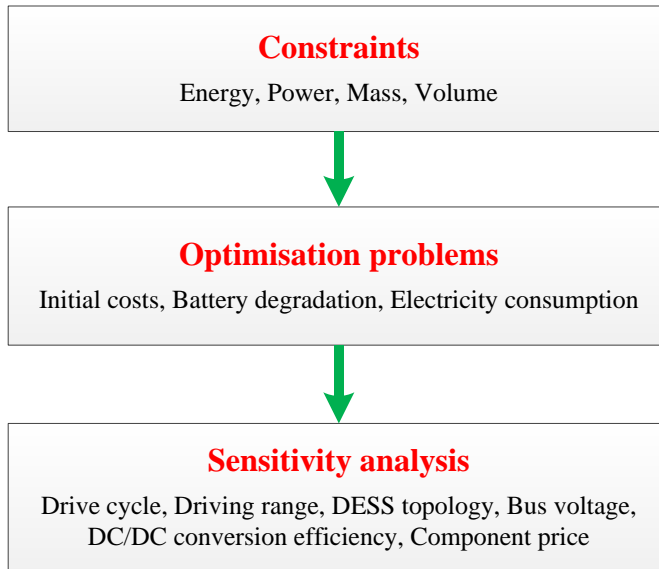 Constraints
Energy, Power, Mass, Volume
Optimisation problems
Initial costs, Battery degradation, Electricity consumption
Sensitivity analysis
Drive cycle, Driving range, DESS topology, Bus voltage,
DC/DC conversion efficiency, Component price